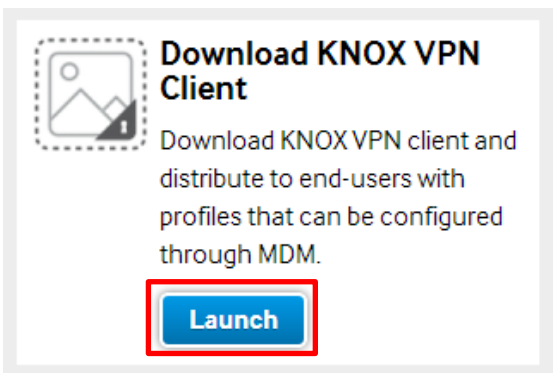 Download KNOX VPN
Client
Download KNOX VPN client and
distribute to end-users with
profiles that can be configured
through MDM.
Launch